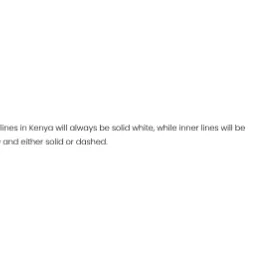 lines in Kenya will always be solid white, while inner lines will be
and either solid or dashed.